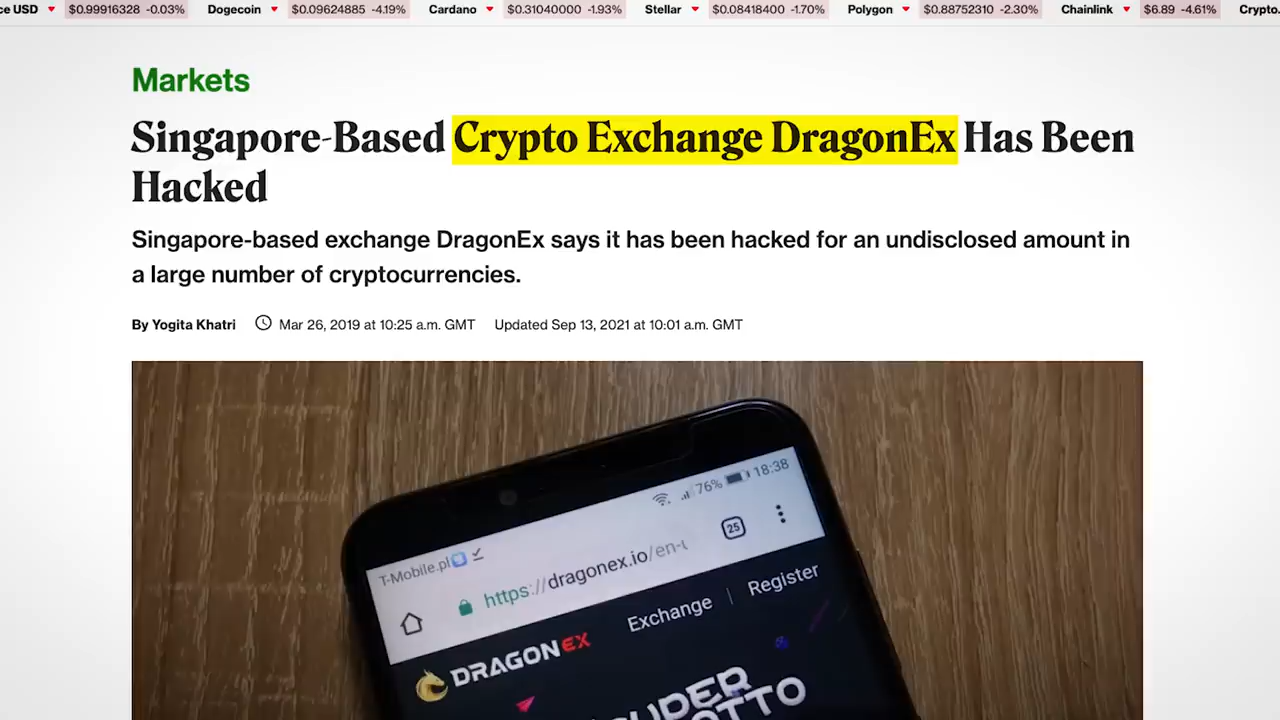 ce USD $0.99916328 -0.03% Dogecoin $0.09624885 -4.19% Cardano $0.31040000 -1.93% Stellar $0.08418400 -1.70% Polygon $0.88752310 -2.30% Chainlink $6.89 -4.61% Crypto.
Markets
Singapore-Based Crypto Exchange DragonEx Has Been
Hacked
Singapore-based exchange DragonEx says it has been hacked for an undisclosed amount in
a large number of cryptocurrencies.
By Yogita Khatri Mar 26, 2019 at 10:25 a.m. GMT Updated Sep 13, 2021 at 10:01 a.m. GMT
T-Mobile.pl 76% 18:38
https://dragonex.io/en-u 25
DRAGONEX Exchange | Register
SUPER
LOTTO